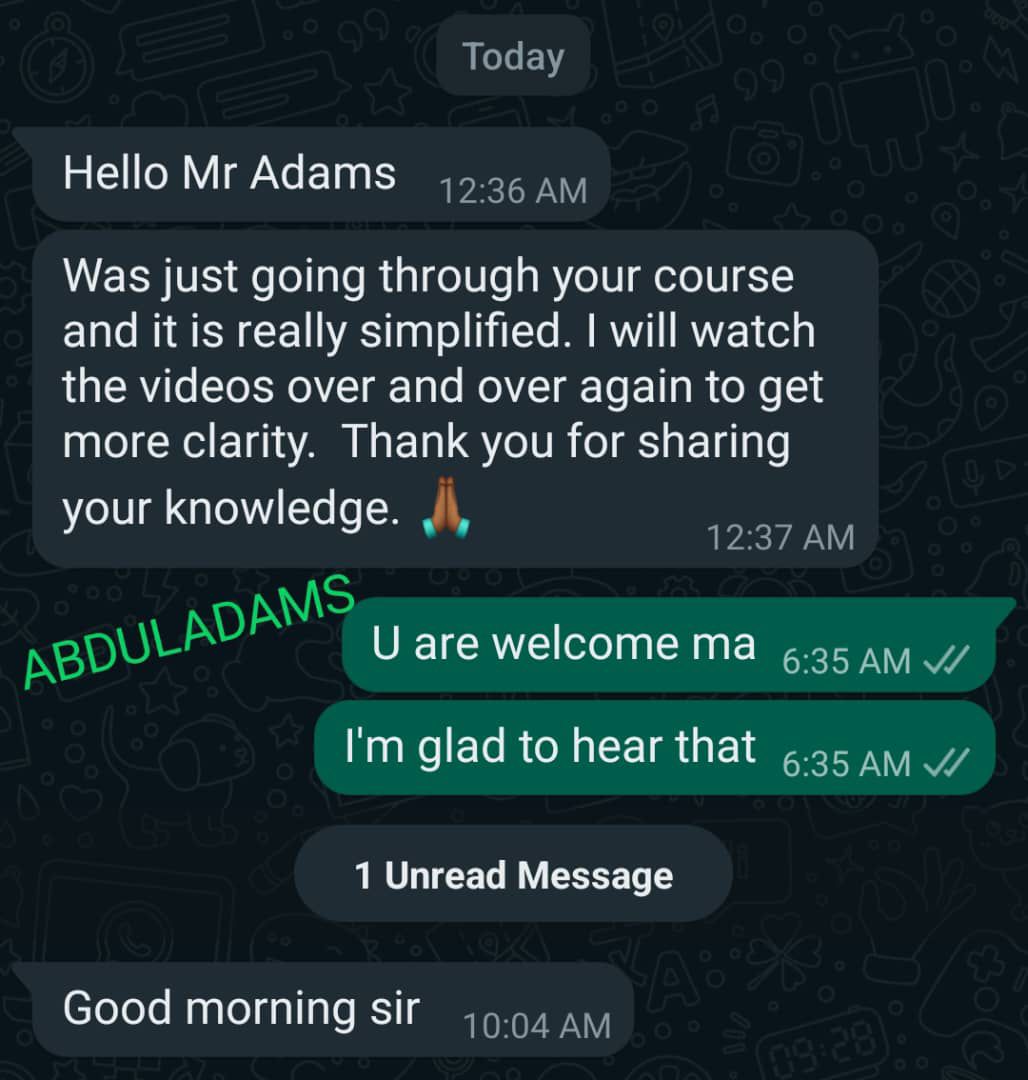 Today
Hello Mr Adams 12:36 AM
Was just going through your course
and it is really simplified. I will watch
the videos over and over again to get
more clarity.  Thank you for sharing
your knowledge. 🙏🏾
12:37 AM
ABDULADAMS
U are welcome ma 6:35 AM
I'm glad to hear that 6:35 AM
1 Unread Message
Good morning sir 10:04 AM
09:28